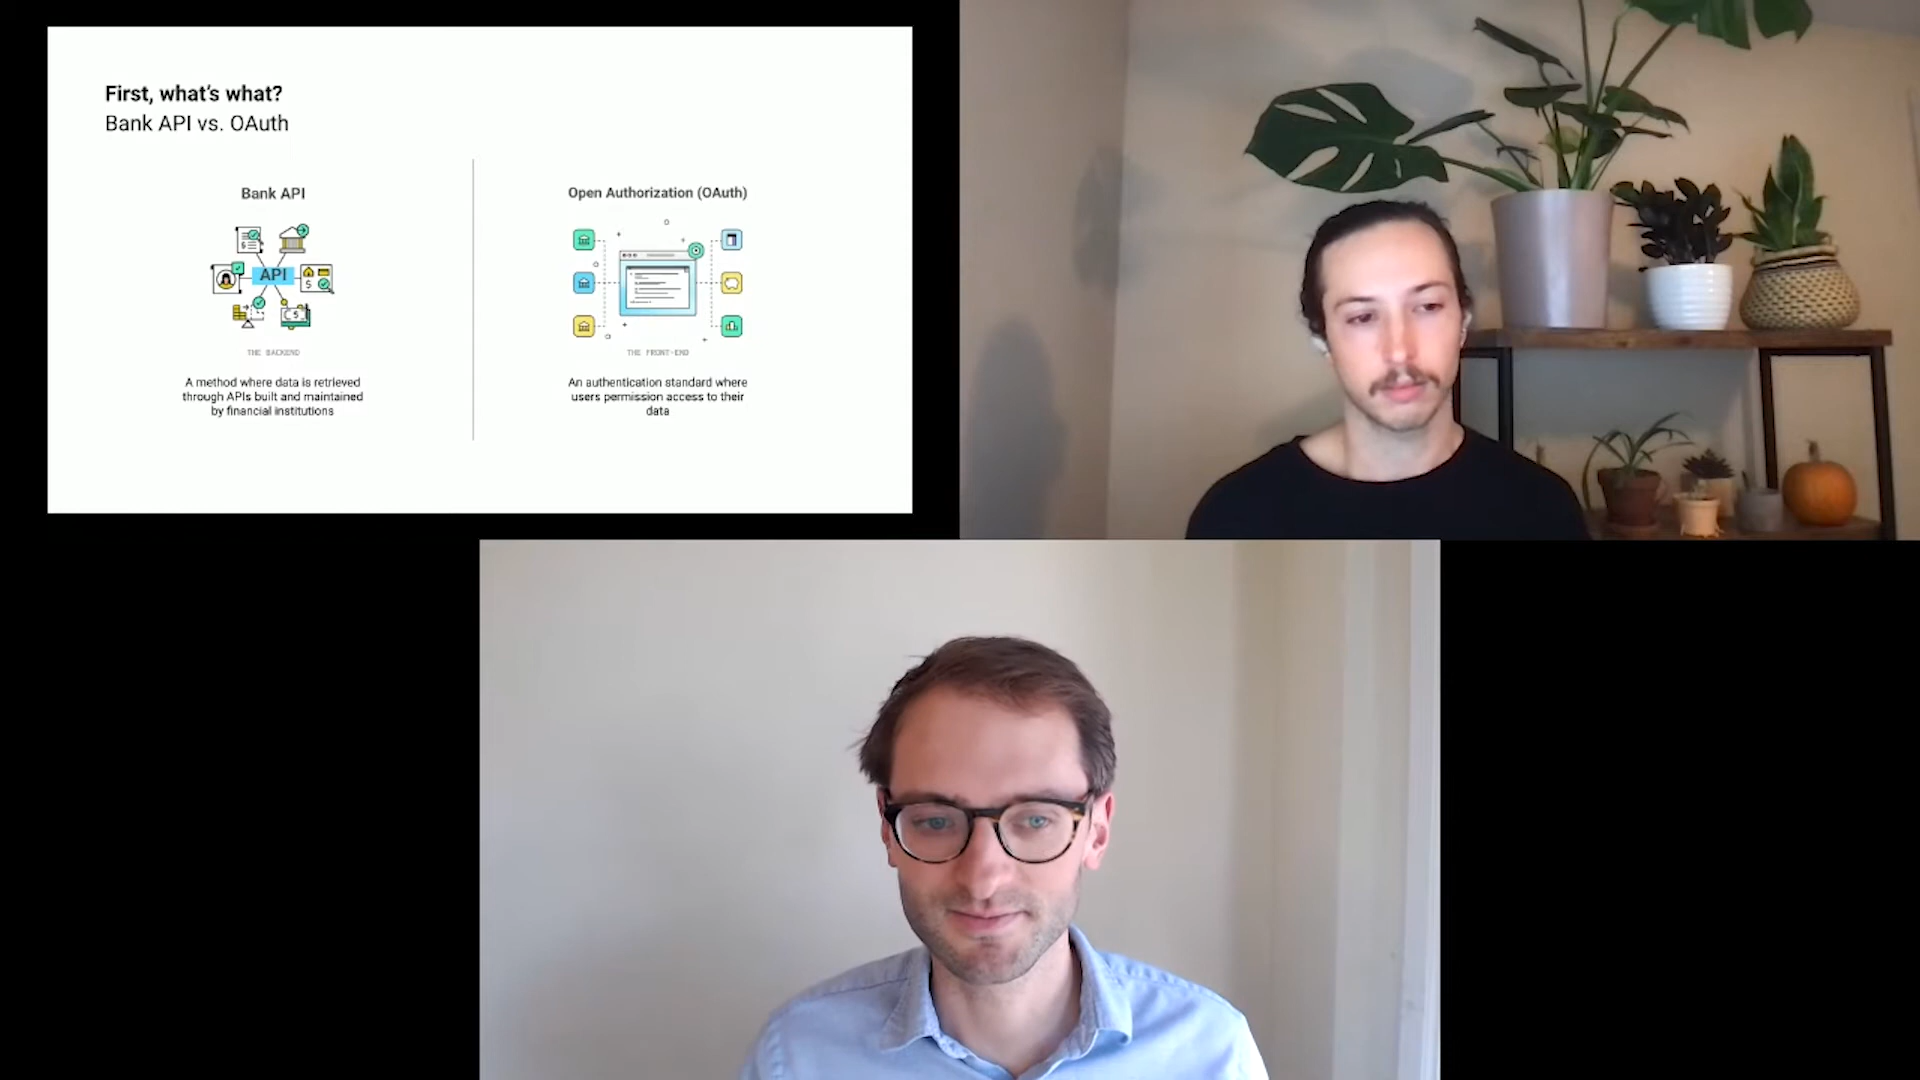 First, what's what?
Bank API vs. OAuth
Bank API
API
THE BACKEND
A method where data is retrieved
through APIs built and maintained
by financial institutions
Open Authorization (OAuth)
THE FRONT-END
An authentication standard where
users permission access to their
data